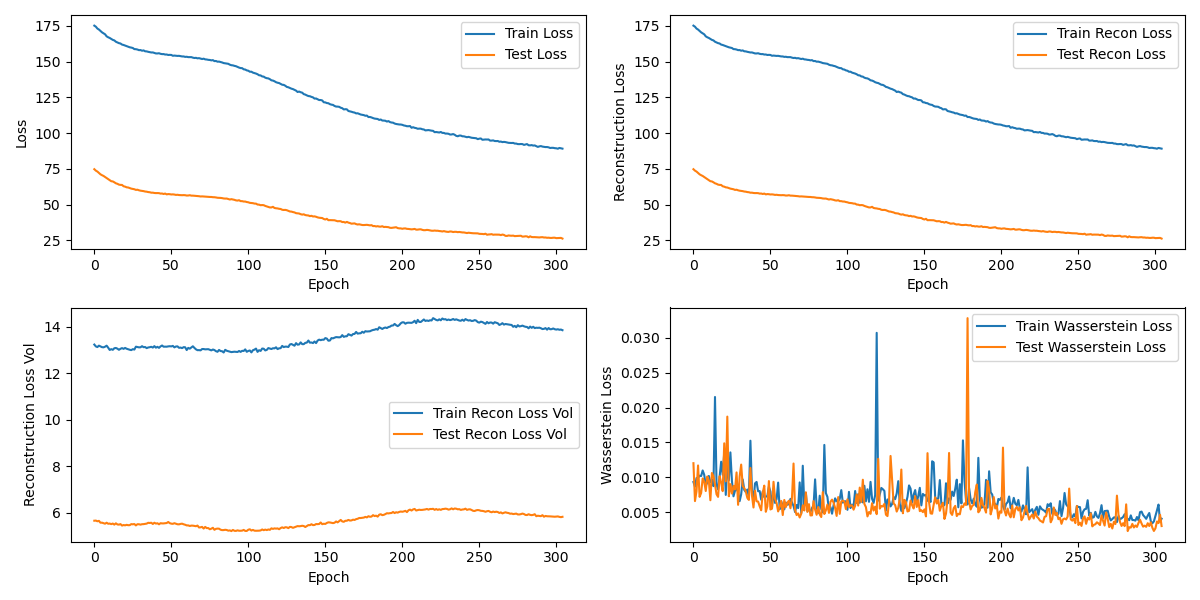 Loss
175
150
125
100
75
50
25
Train Loss
Test Loss
0 50 100 150 200 250 300
Epoch
Reconstruction Loss
175
150
125
100
75
50
25
Train Recon Loss
Test Recon Loss
0 50 100 150 200 250 300
Epoch
Reconstruction Loss Vol
14
12
10
8
6
Train Recon Loss Vol
Test Recon Loss Vol
0 50 100 150 200 250 300
Epoch
Wasserstein Loss
0.030
0.025
0.020
0.015
0.010
0.005
Train Wasserstein Loss
Test Wasserstein Loss
0 50 100 150 200 250 300
Epoch